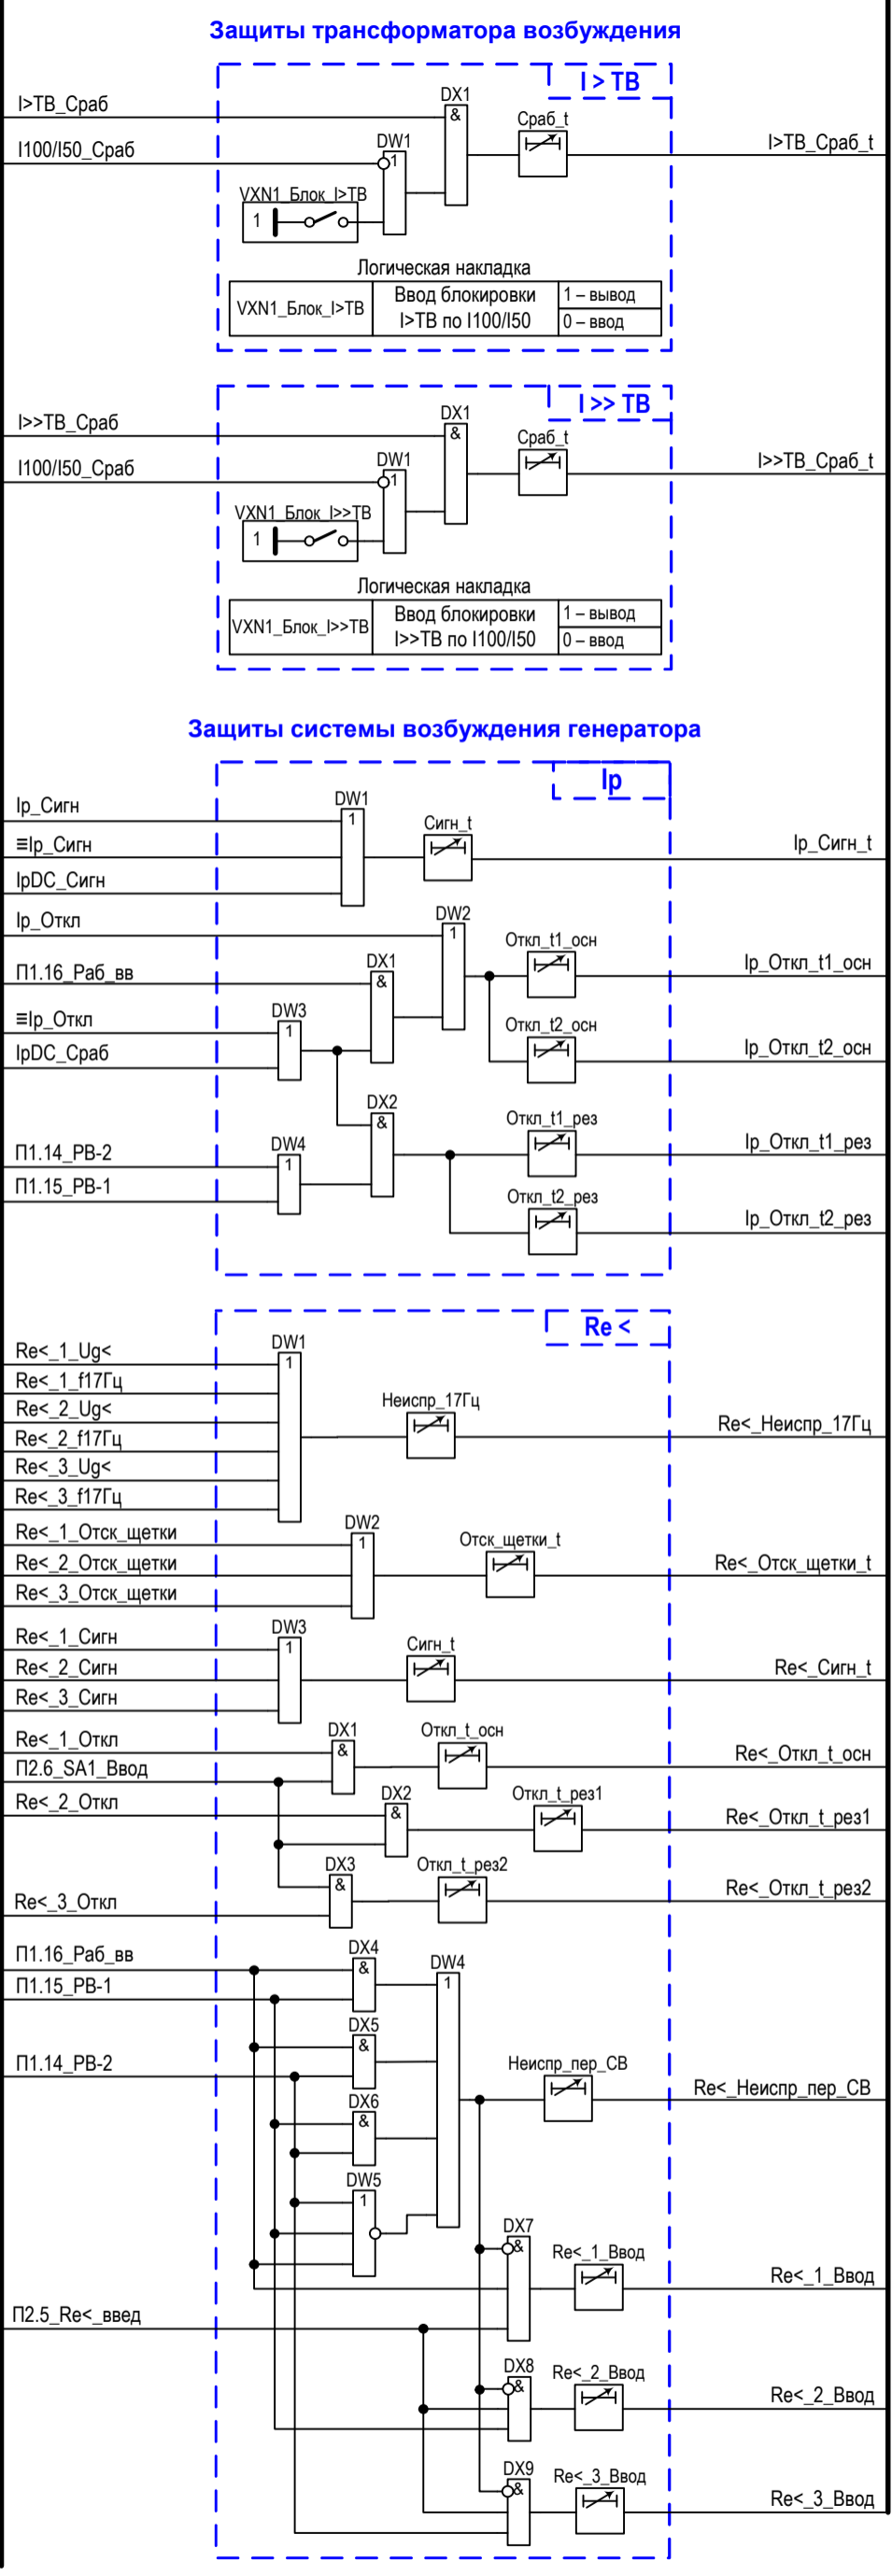 Защиты трансформатора возбуждения
I > ТВ
I>ТВ_Сраб
DX1
&
Сраб_t
I>ТВ_Сраб_t
I100/I50_Сраб
DW1
1
VXN1_Блок_I>ТВ
1
Логическая накладка
VXN1_Блок_I>ТВ
Ввод блокировки
I>ТВ по I100/I50
1 – вывод
0 – ввод
I >> ТВ
I>>ТВ_Сраб
DX1
&
Сраб_t
I>>ТВ_Сраб_t
I100/I50_Сраб
DW1
1
VXN1_Блок_I>>ТВ
1
Логическая накладка
VXN1_Блок_I>>ТВ
Ввод блокировки
I>>ТВ по I100/I50
1 – вывод
0 – ввод
Защиты системы возбуждения генератора
Ip
Ip_Сигн
DW1
1
Сигн_t
Ip_Сигн_t
≡Ip_Сигн
IpDC_Сигн
Ip_Откл
DW2
1
Откл_t1_осн
Ip_Откл_t1_осн
П1.16_Раб_вв
DX1
&
≡Ip_Откл
DW3
1
Откл_t2_осн
Ip_Откл_t2_осн
IpDC_Сраб
DX2
&
Откл_t1_рез
Ip_Откл_t1_рез
П1.14_РВ-2
DW4
1
П1.15_РВ-1
Откл_t2_рез
Ip_Откл_t2_рез
Re <
Re<_1_Ug<
DW1
1
Re<_1_f17Гц
Re<_2_Ug<
Неиспр_17Гц
Re<_Неиспр_17Гц
Re<_2_f17Гц
Re<_3_Ug<
Re<_3_f17Гц
Re<_1_Отск_щетки
DW2
1
Отск_щетки_t
Re<_Отск_щетки_t
Re<_2_Отск_щетки
Re<_3_Отск_щетки
Re<_1_Сигн
DW3
1
Сигн_t
Re<_Сигн_t
Re<_2_Сигн
Re<_3_Сигн
Re<_1_Откл
DX1
&
Откл_t_осн
Re<_Откл_t_осн
П2.6_SA1_Ввод
Re<_2_Откл
DX2
&
Откл_t_рез1
Re<_Откл_t_рез1
DX3
&
Откл_t_рез2
Re<_Откл_t_рез2
Re<_3_Откл
П1.16_Раб_вв
DX4
&
DW4
1
П1.15_РВ-1
DX5
&
П1.14_РВ-2
Неиспр_пер_СВ
Re<_Неиспр_пер_СВ
DX6
&
DW5
1
DX7
&
Re<_1_Ввод
Re<_1_Ввод
П2.5_Re<_введ
DX8
&
Re<_2_Ввод
Re<_2_Ввод
DX9
&
Re<_3_Ввод
Re<_3_Ввод